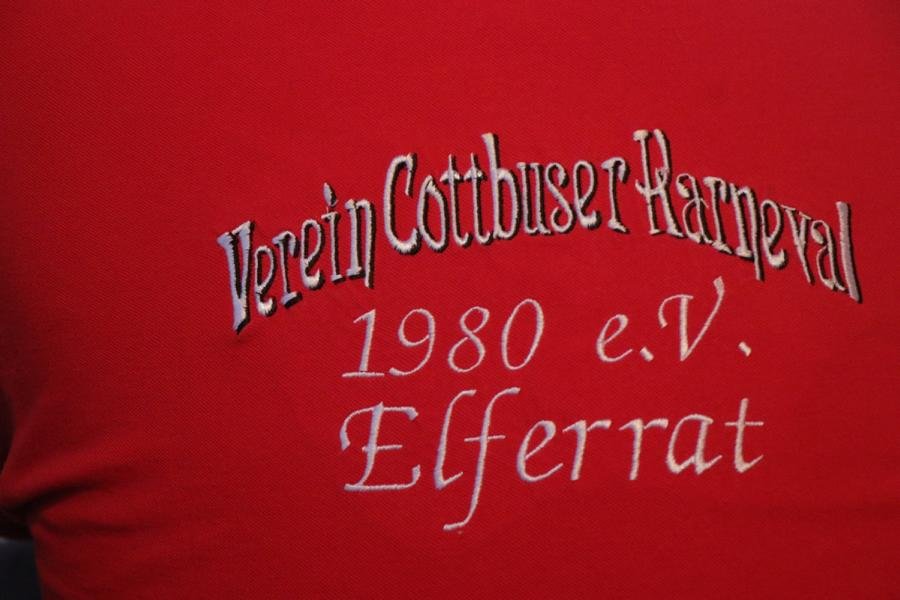 Verein Cottbuser Karneval
1980 e.V.
Elferrat